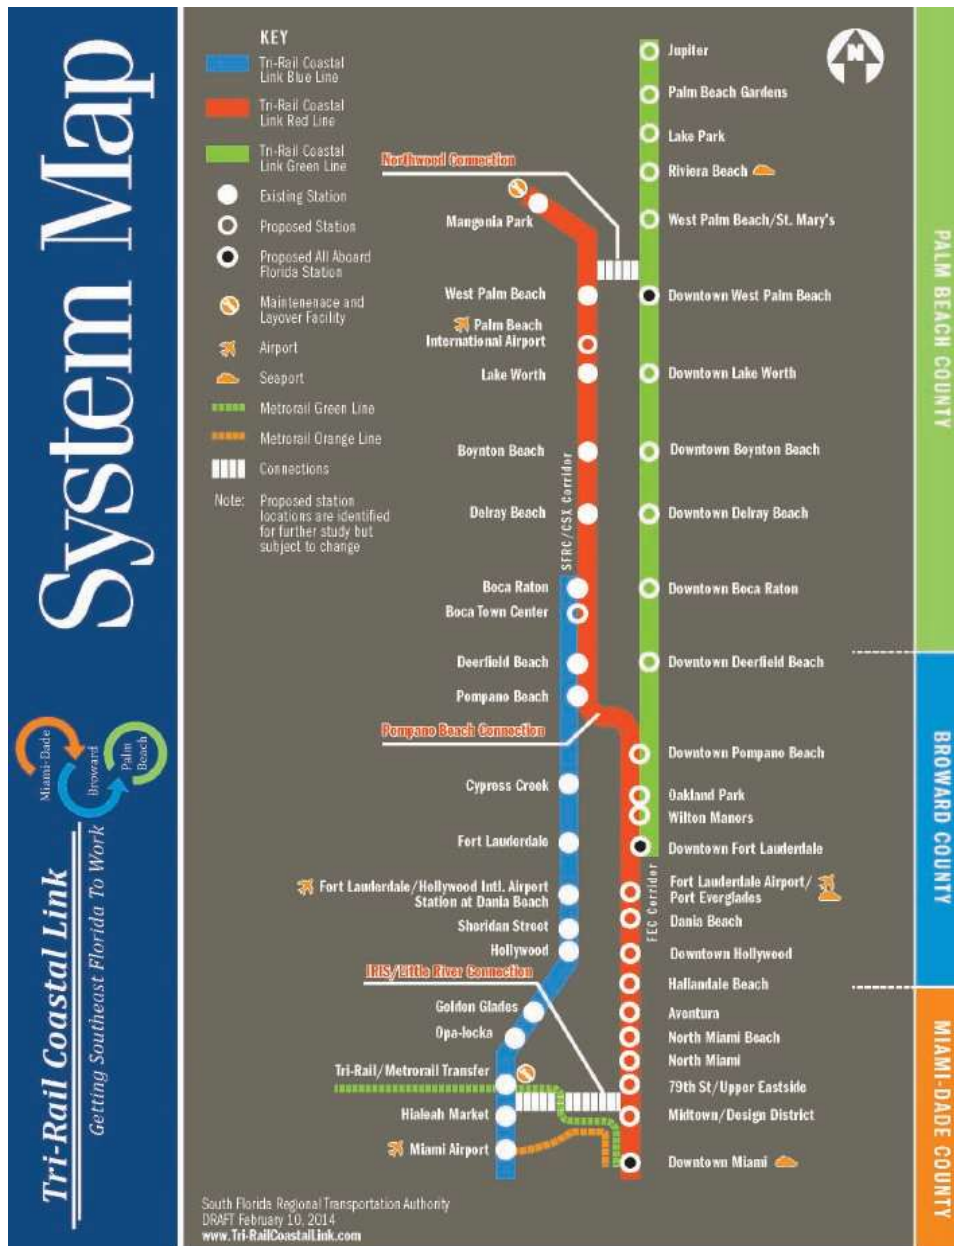 System Map
Miami-Dade
Broward
Palm
Beach
Tri-Rail Coastal Link
Getting Southeast Florida To Work
KEY
Tri-Rail Coastal
Link Blue Line
Tri-Rail Coastal
Link Red Line
Tri-Rail Coastal
Link Green Line
Existing Station
Proposed Station
Proposed All Aboard
Florida Station
Maintenenace and
Layover Facility
Airport
Seaport
Metrorail Green Line
Metrorail Orange Line
Connections
Note: Proposed station
locations are identified
for further study but
subject to change
N
Northwood Connection
Mangonia Park
West Palm Beach
Palm Beach
International Airport
Lake Worth
Boynton Beach
Delray Beach
SFRC/CSX Corridor
Boca Raton
Boca Town Center
Deerfield Beach
Pompano Beach
Pompano Beach Connection
Cypress Creek
Fort Lauderdale
Fort Lauderdale/Hollywood Intl. Airport
Station at Dania Beach
Sheridan Street
Hollywood
IRIS/Little River Connection
Golden Glades
Opa-locka
Tri-Rail/Metrorail Transfer
Hialeah Market
Miami Airport
Jupiter
Palm Beach Gardens
Lake Park
Riviera Beach
West Palm Beach/St. Mary's
Downtown West Palm Beach
Downtown Lake Worth
Downtown Boynton Beach
Downtown Delray Beach
Downtown Boca Raton
Downtown Deerfield Beach
Downtown Pompano Beach
Oakland Park
Wilton Manors
Downtown Fort Lauderdale
FEC Corridor
Fort Lauderdale Airport/
Port Everglades
Dania Beach
Downtown Hollywood
Hallandale Beach
Aventura
North Miami Beach
North Miami
79th St/Upper Eastside
Midtown/Design District
Downtown Miami
PALM BEACH COUNTY
BROWARD COUNTY
MIAMI-DADE COUNTY
South Florida Regional Transportation Authority
DRAFT February 10, 2014
www.Tri-RailCoastalLink.com